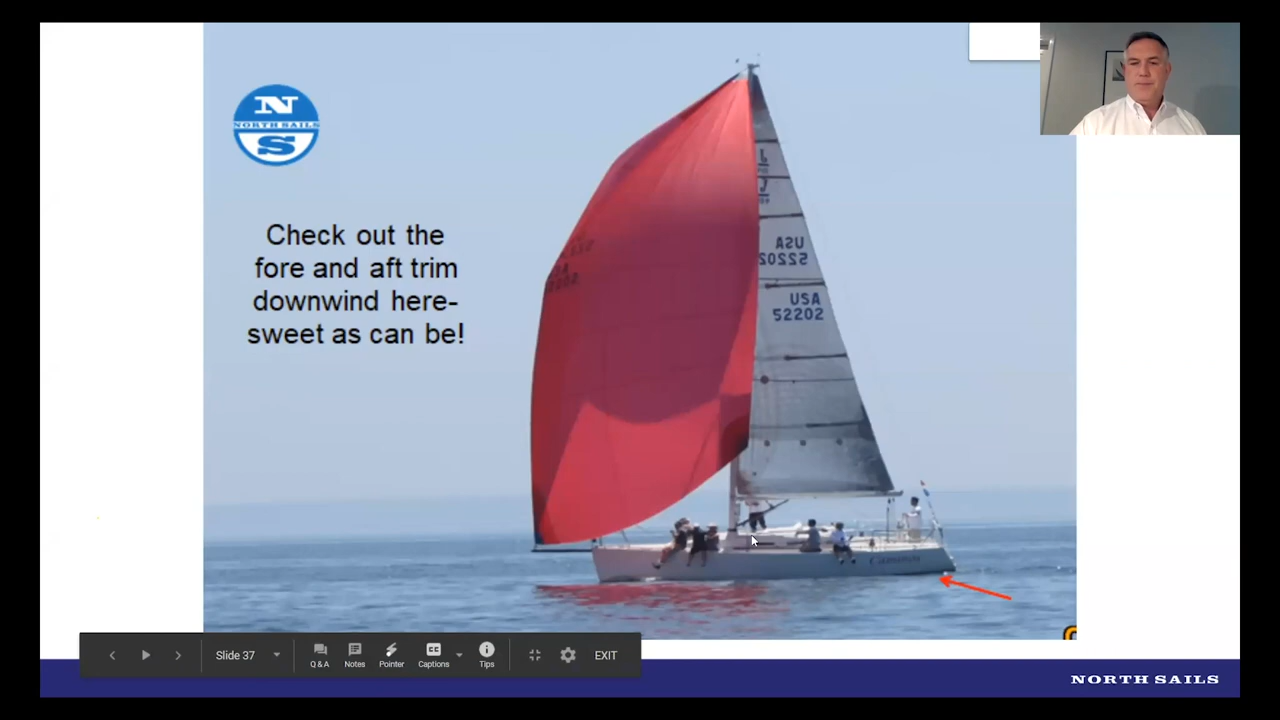 N
NORTH SAILS
S
Check out the
fore and aft trim
downwind here-
sweet as can be!
USA
52202
USA
52202
Slide 37
Q & A
Notes
Pointer
Captions
CC
Tips
EXIT
NORTH SAILS